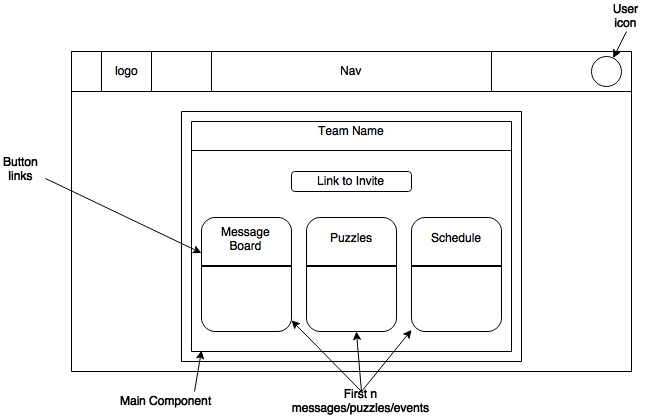 User
icon
logo
Nav
Team Name
Button
links
Link to Invite
Message
Board
Puzzles
Schedule
Main Component
First n
messages/puzzles/events